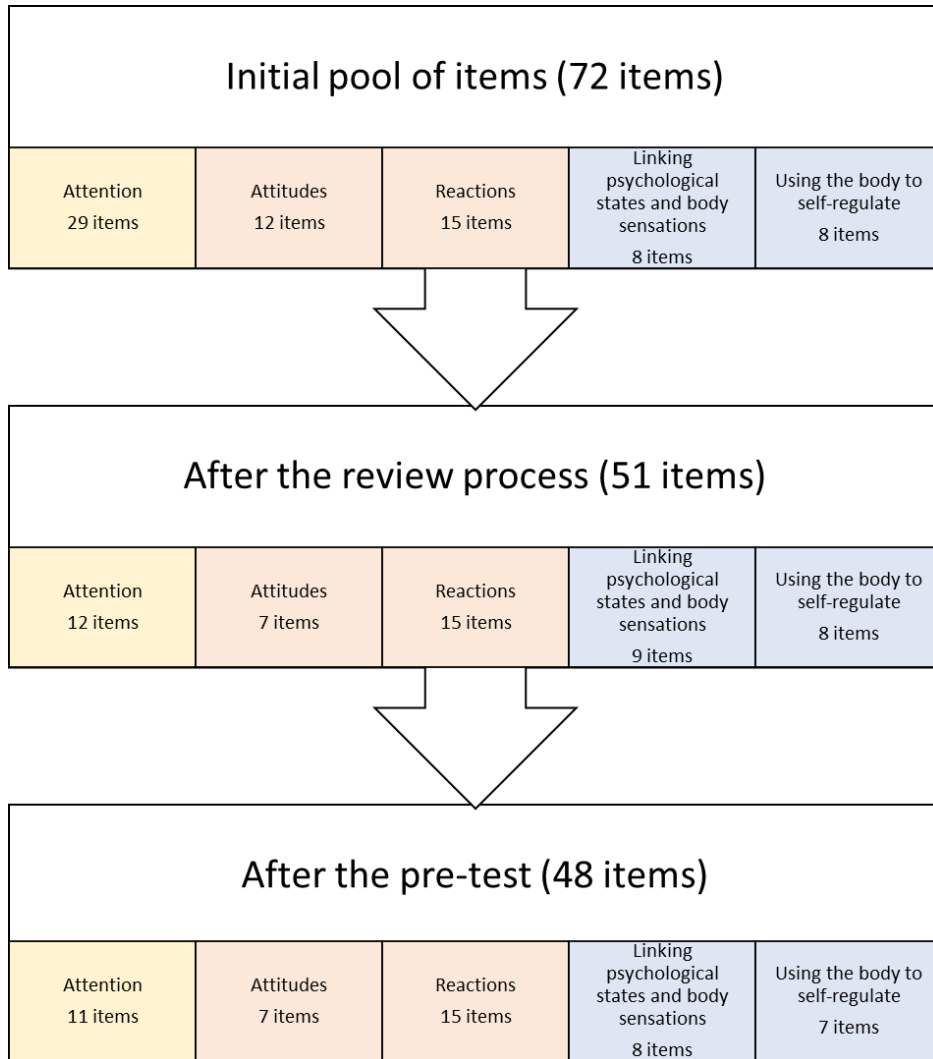 Initial pool of items (72 items)
Attention
29 items
Attitudes
12 items
Reactions
15 items
Linking
psychological
states and body
sensations
8 items
Using the body to
self-regulate
8 items
After the review process (51 items)
Attention
12 items
Attitudes
7 items
Reactions
15 items
Linking
psychological
states and body
sensations
9 items
Using the body to
self-regulate
8 items
After the pre-test (48 items)
Attention
11 items
Attitudes
7 items
Reactions
15 items
Linking
psychological
states and body
sensations
8 items
Using the body to
self-regulate
7 items